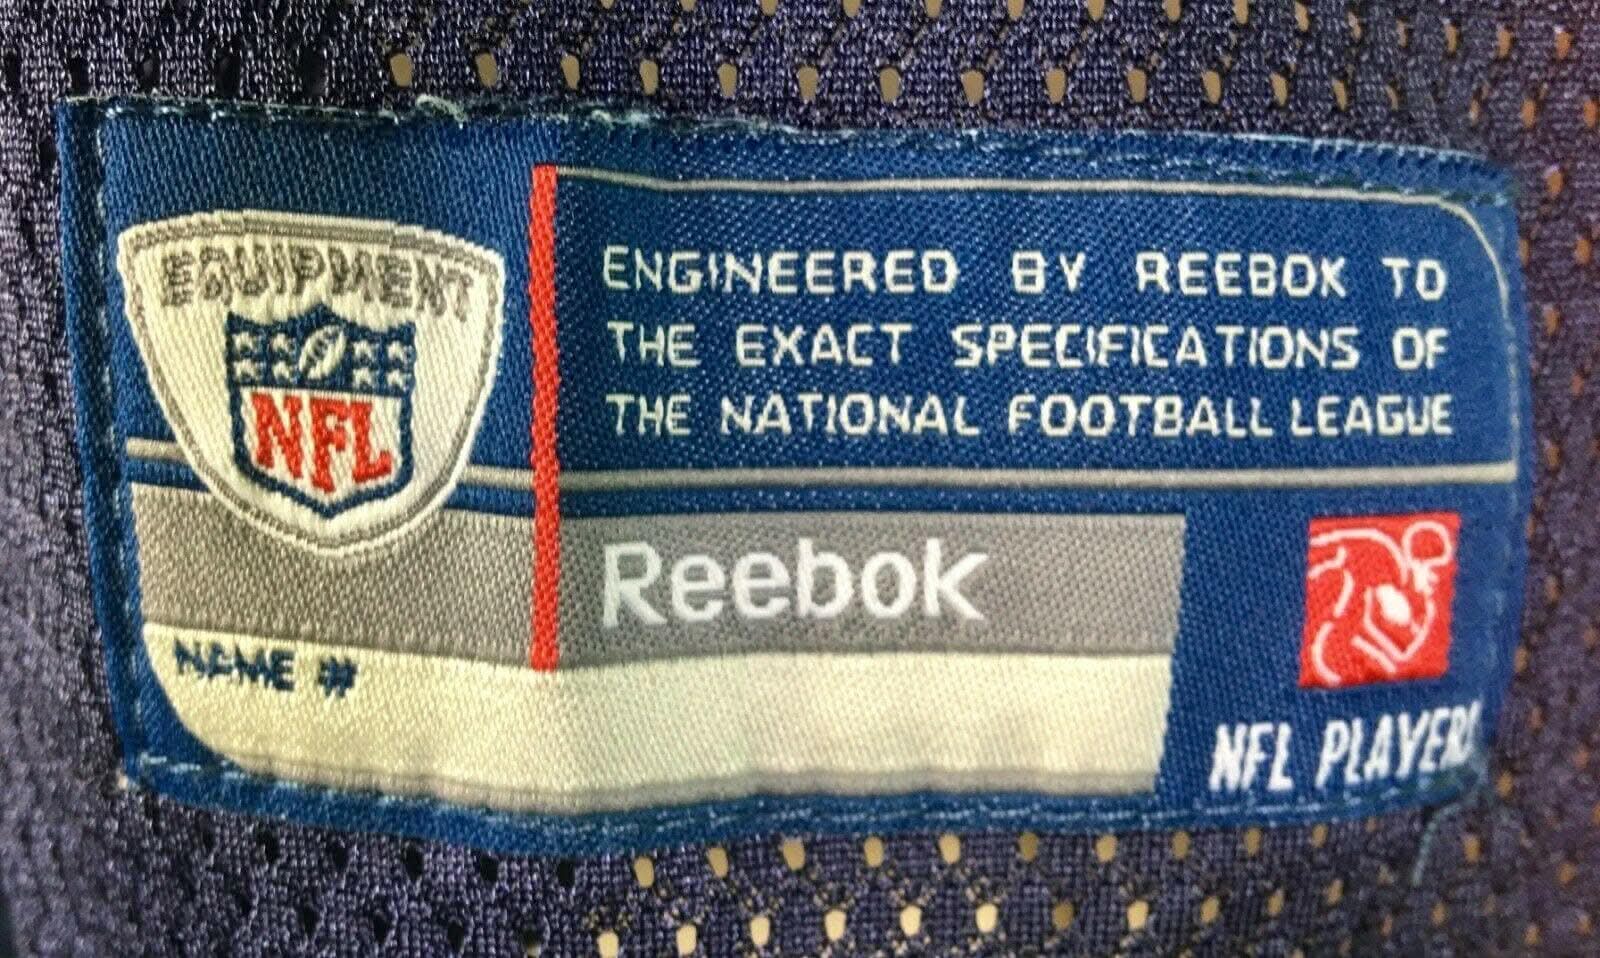 EQUIPMENT
NFL
ENGINEERED BY REEBOK TO
THE EXACT SPECIFICATIONS OF
THE NATIONAL FOOTBALL LEAGUE
Reebok
NAME #
NFL PLAYERS